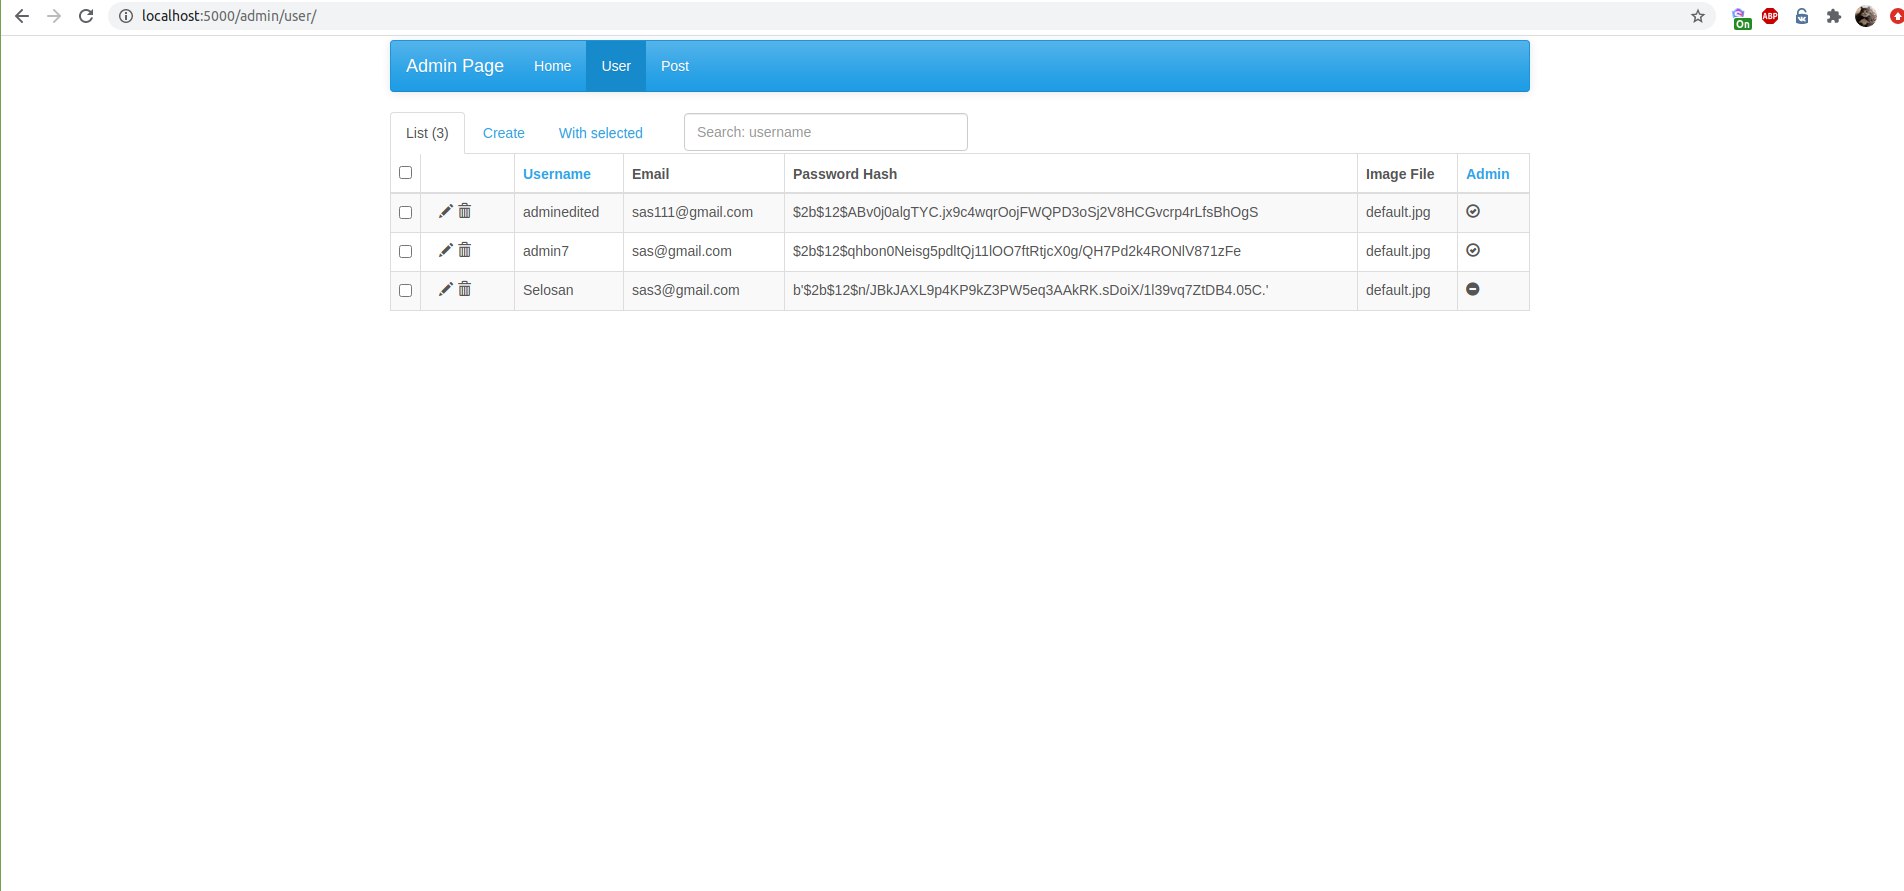 localhost:5000/admin/user/
On
ABP
Admin Page Home User Post
List (3) Create With selected Search: username
Username Email Password Hash Image File Admin
adminedited sas111@gmail.com $2b$12$ABv0j0algTYC.jx9c4wqrOojFWQPD3oSj2V8HCGvcrp4rLfsBhOgS default.jpg
admin7 sas@gmail.com $2b$12$qhbon0Neisg5pdltQj11lOO7ftRtjcX0g/QH7Pd2k4RONlV871zFe default.jpg
Selosan sas3@gmail.com b'$2b$12$n/JBkJAXL9p4KP9kZ3PW5eq3AAkRK.sDoiX/1l39vq7ZtDB4.05C.' default.jpg